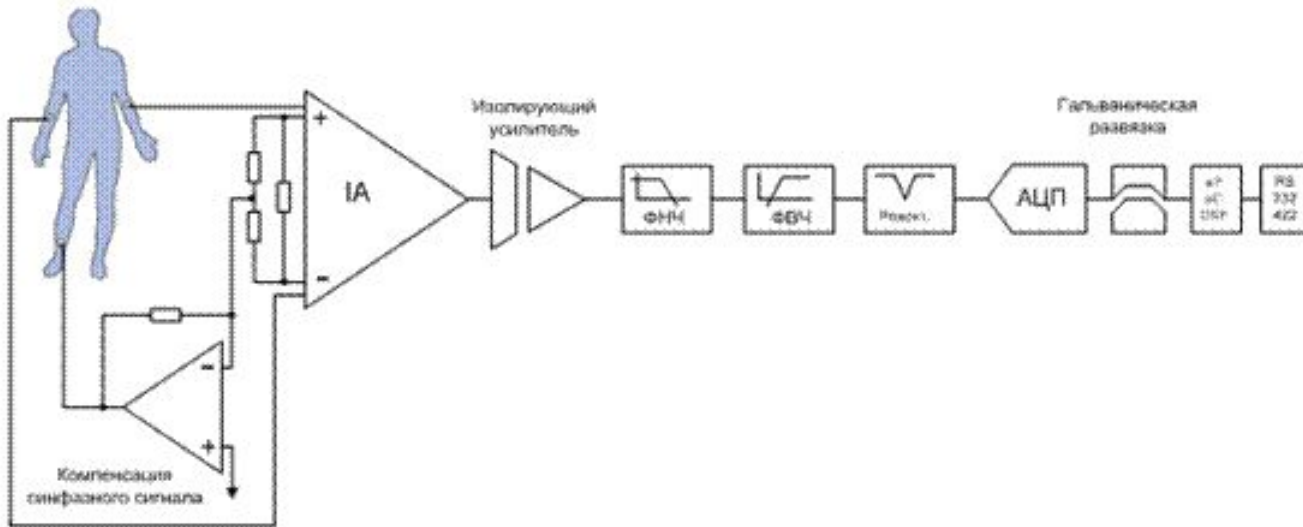 Изолирующий
усилитель
Гальваническая
развязка
+
IA
−
ФНЧ
ФВЧ
АЦП
RS
232
422
−
+
Компенсация
синфазного сигнала